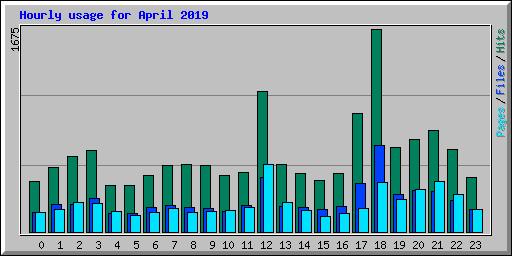 Hourly usage for April 2019
1675
Pages / Files / Hits
0 1 2 3 4 5 6 7 8 9 10 11 12 13 14 15 16 17 18 19 20 21 22 23